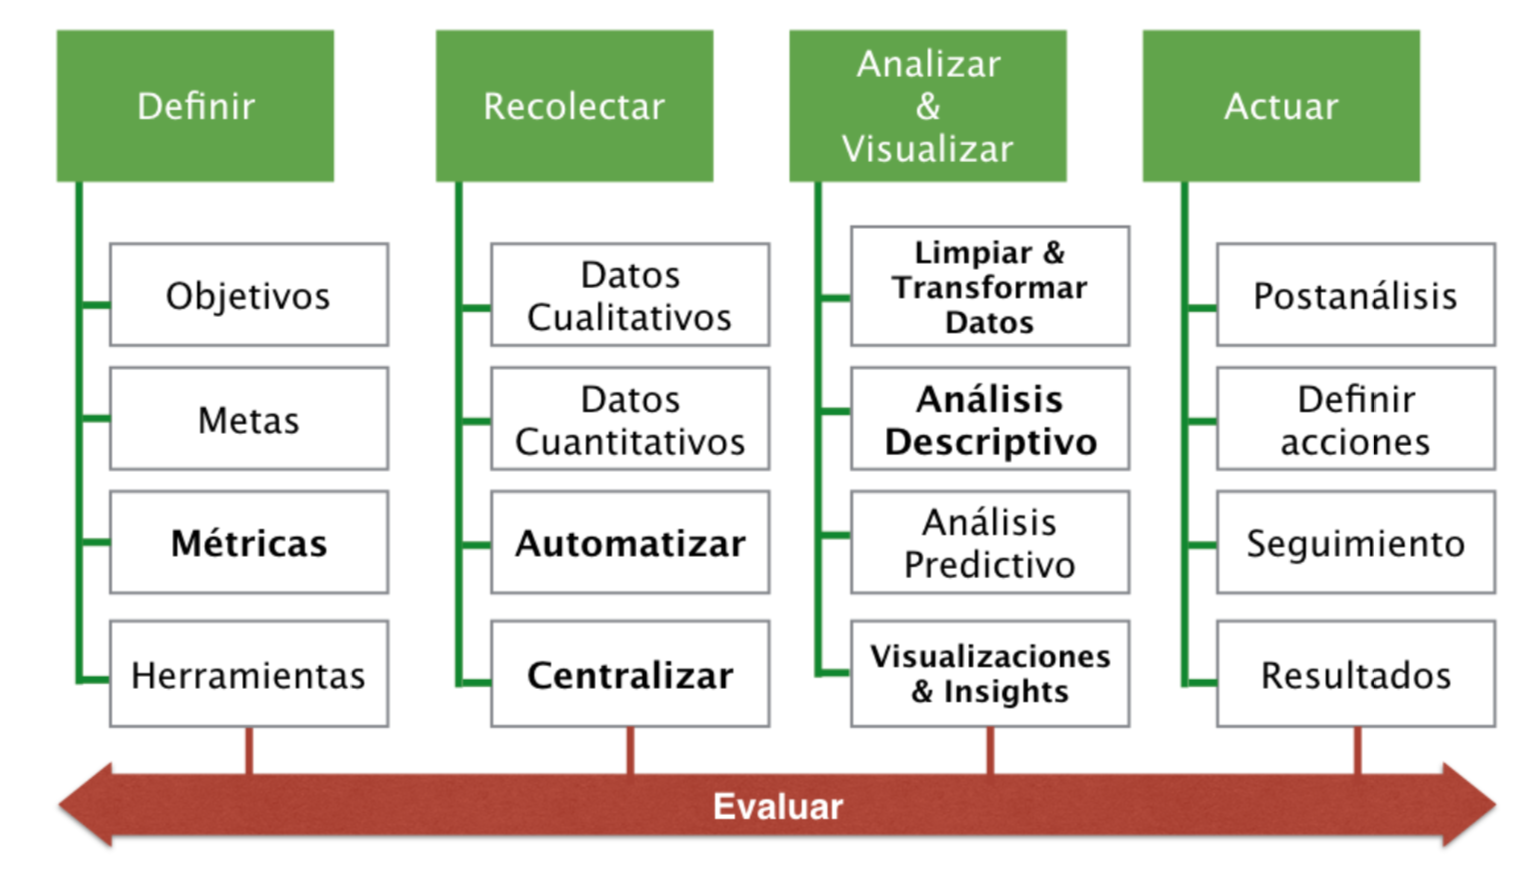 Definir
Recolectar
Analizar
&
Visualizar
Actuar
Objetivos
Metas
Métricas
Herramientas
Datos
Cualitativos
Datos
Cuantitativos
Automatizar
Centralizar
Limpiar &
Transformar
Datos
Análisis
Descriptivo
Análisis
Predictivo
Visualizaciones
& Insights
Postanálisis
Definir
acciones
Seguimiento
Resultados
Evaluar